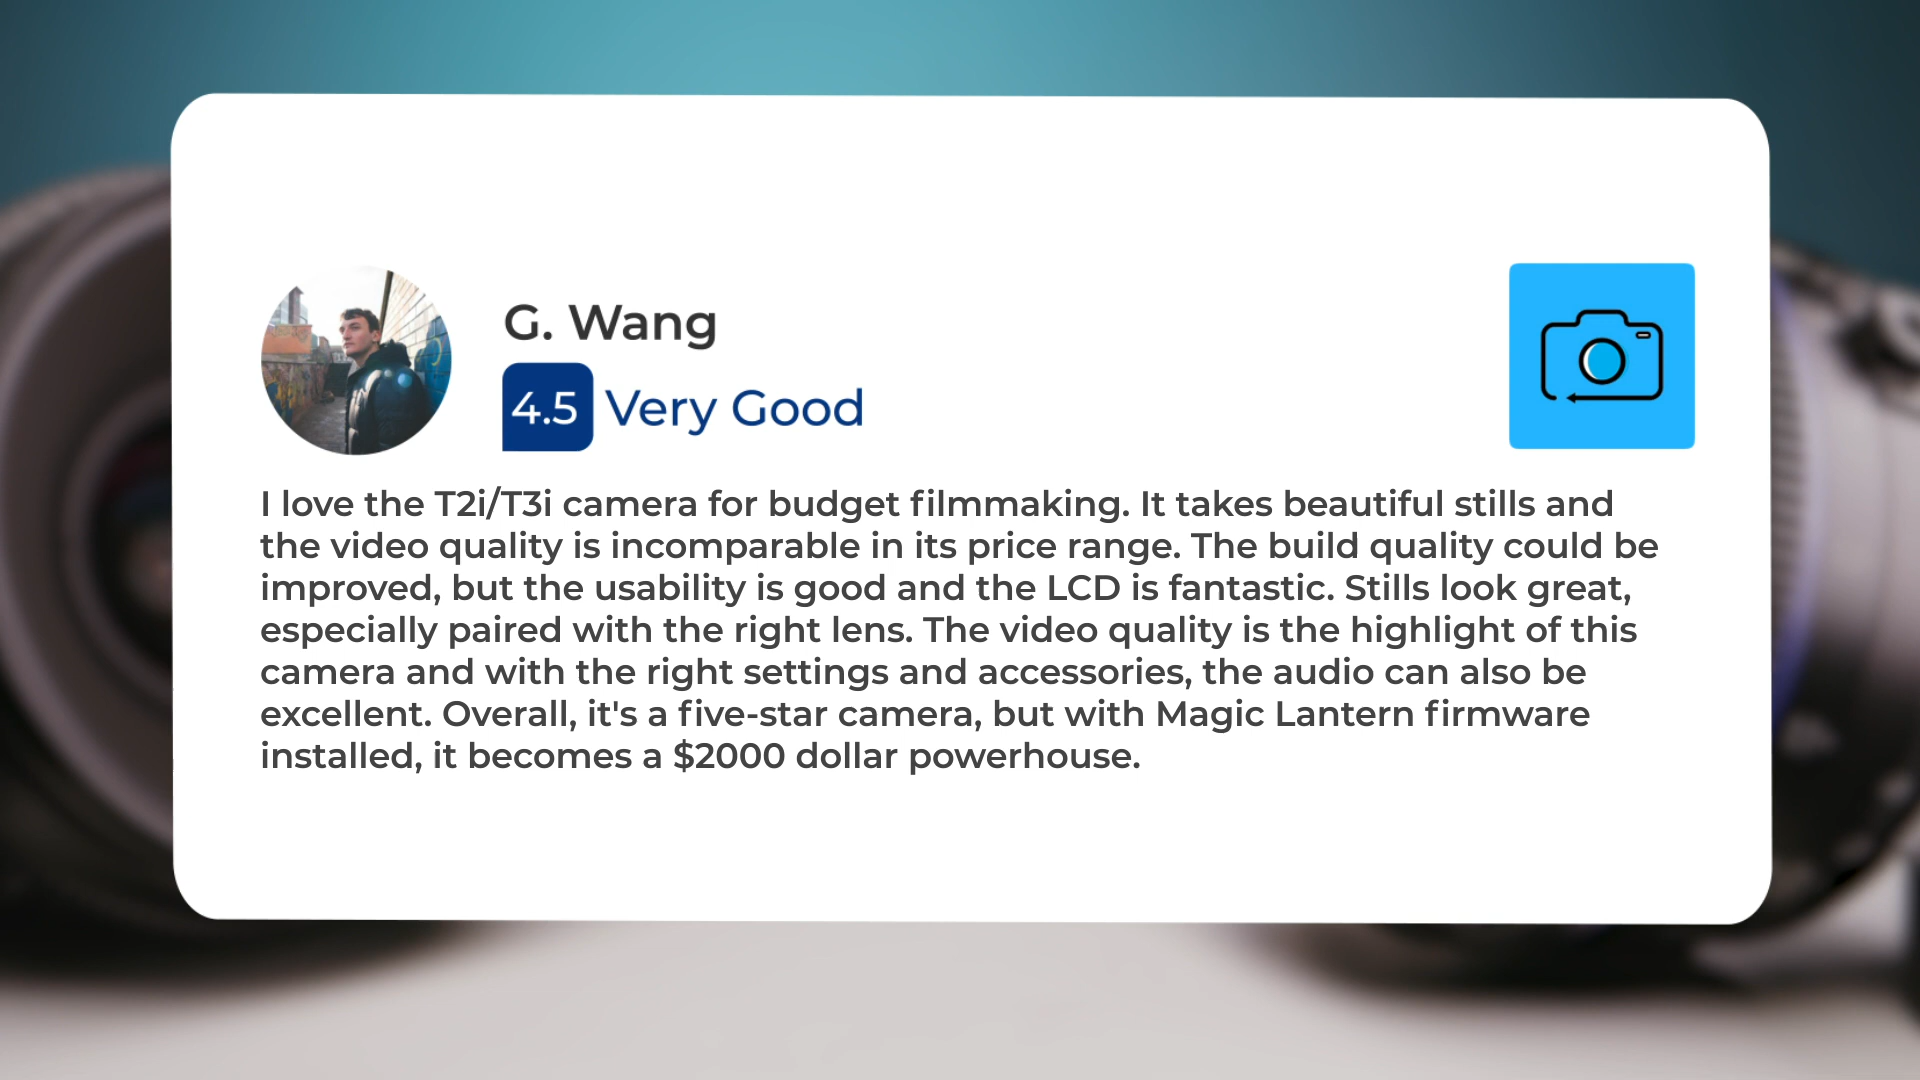 G. Wang
4.5 Very Good
I love the T2i/T3i camera for budget filmmaking. It takes beautiful stills and
the video quality is incomparable in its price range. The build quality could be
improved, but the usability is good and the LCD is fantastic. Stills look great,
especially paired with the right lens. The video quality is the highlight of this
camera and with the right settings and accessories, the audio can also be
excellent. Overall, it's a five-star camera, but with Magic Lantern firmware
installed, it becomes a $2000 dollar powerhouse.